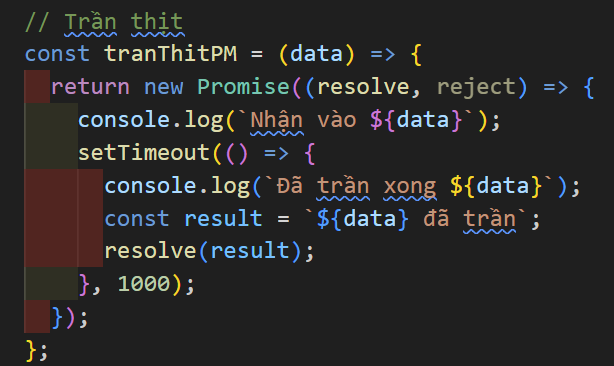 // Trần thịt
const tranThitPM = (data) => {
  return new Promise((resolve, reject) => {
    console.log(`Nhận vào ${data}`);
    setTimeout(() => {
      console.log(`Đã trần xong ${data}`);
      const result = `${data} đã trần`;
      resolve(result);
    }, 1000);
  });
};